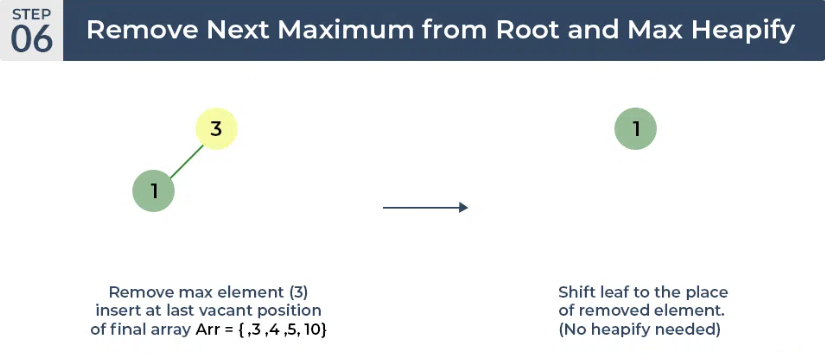 STEP
06
Remove Next Maximum from Root and Max Heapify
3
1
1
Remove max element (3)
insert at last vacant position
of final array Arr = { ,3 ,4 ,5, 10}
Shift leaf to the place
of removed element.
(No heapify needed)